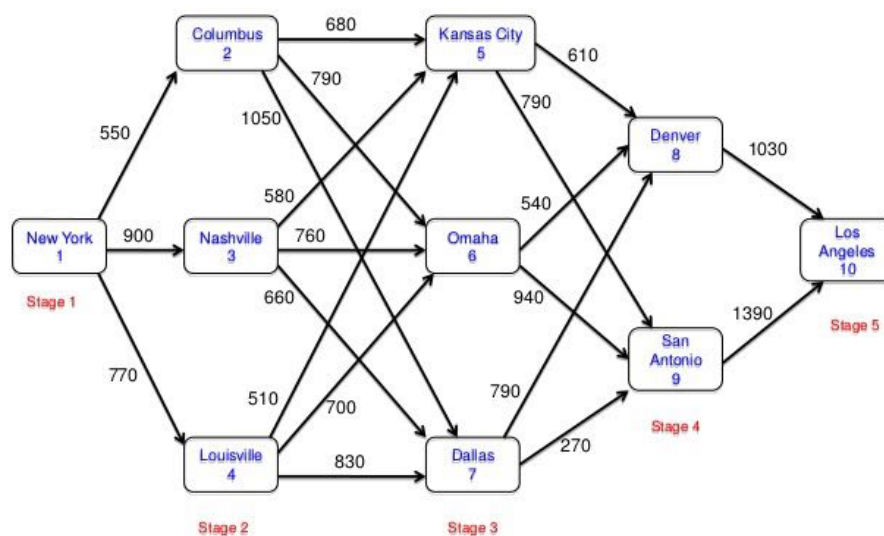 680
Columbus
2
Kansas City
5
610
790
790
1050
550
Denver
8
1030
580
540
New York
1
900
Nashville
3
760
Omaha
6
Los
Angeles
10
Stage 1
660
940
1390
Stage 5
San
Antonio
9
770
510
700
790
Stage 4
Louisville
4
830
Dallas
7
270
Stage 2
Stage 3